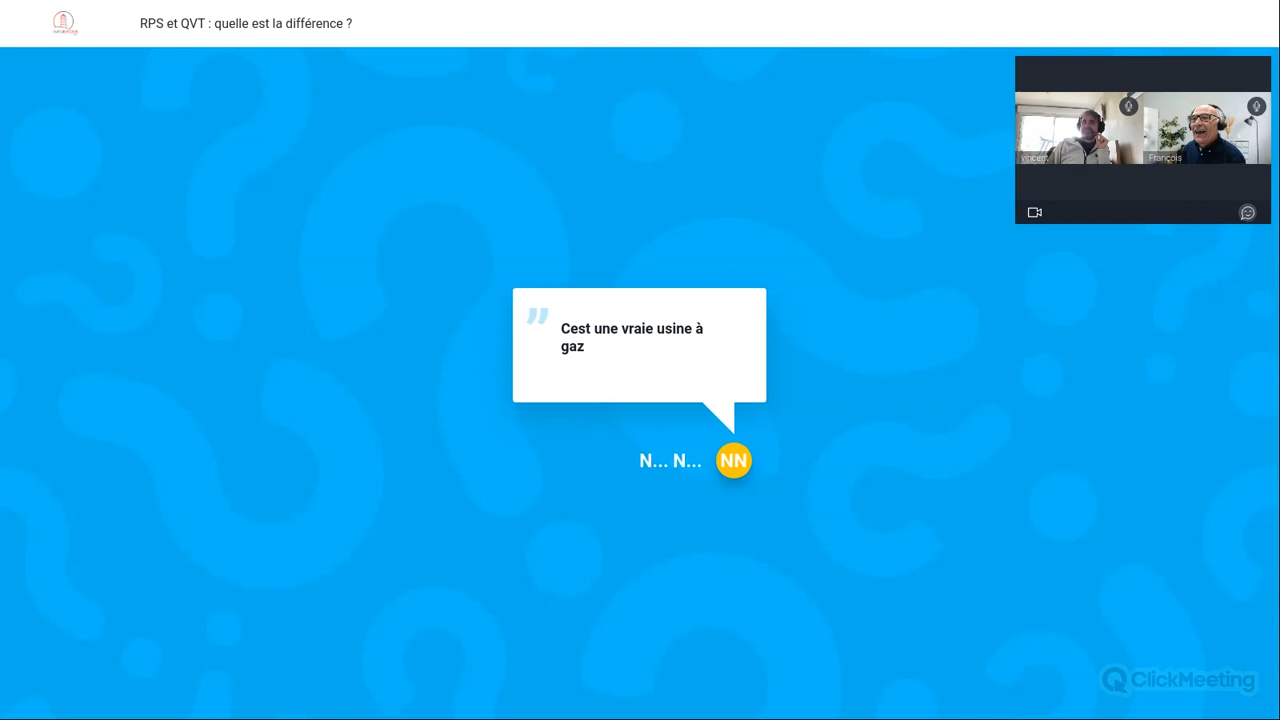 RPS et QVT : quelle est la différence ?
vincent
François
Cest une vraie usine à
gaz
N... N...
NN
ClickMeeting